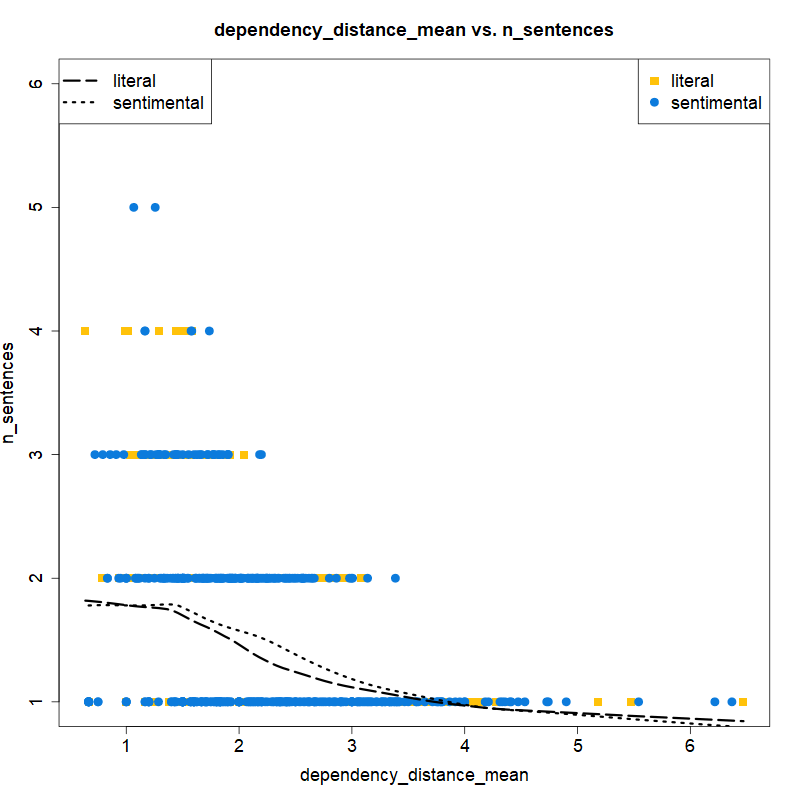 dependency_distance_mean vs. n_sentences
literal
sentimental
literal
sentimental
n_sentences
6
5
4
3
2
1
1 2 3 4 5 6
dependency_distance_mean